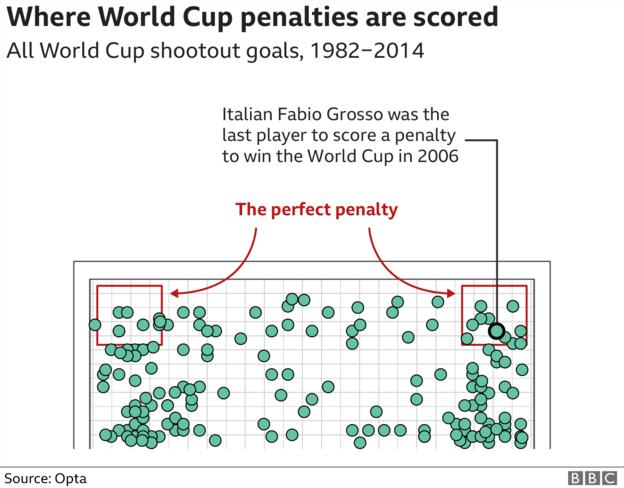 Where World Cup penalties are scored
All World Cup shootout goals, 1982–2014
Italian Fabio Grosso was the
last player to score a penalty
to win the World Cup in 2006
The perfect penalty
Source: Opta
BBC